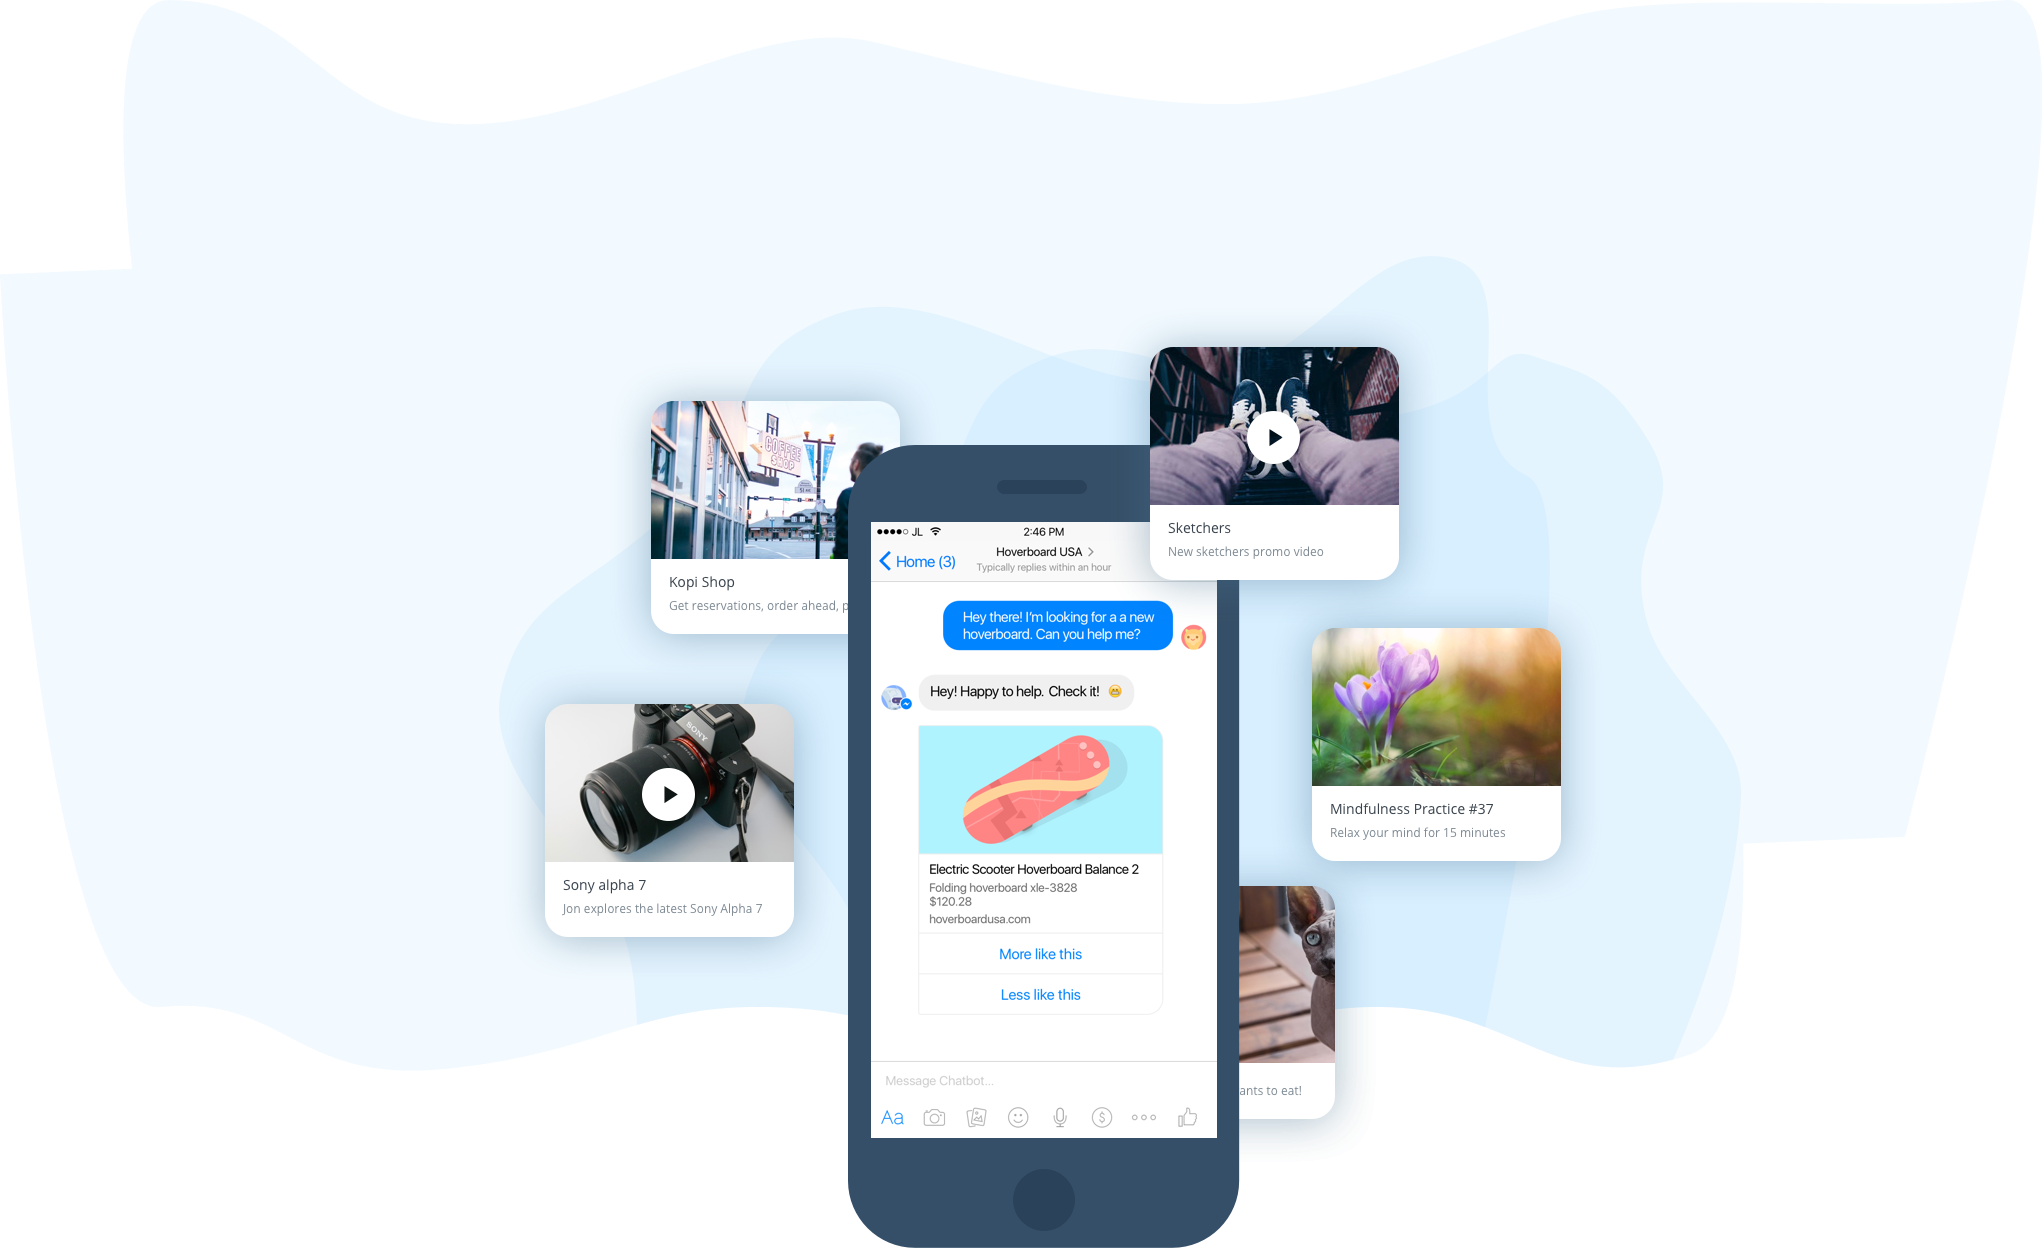 Sketchers
New sketchers promo video
COFFEE
SHOP
Kopi Shop
Get reservations, order ahead, p
JL
2:46 PM
Home (3)
Hoverboard USA
Typically replies within an hour
Hey there! I'm looking for a a new
hoverboard. Can you help me?
Hey! Happy to help. Check it!
Electric Scooter Hoverboard Balance 2
Folding hoverboard xle-3828
$120.28
hoverboardusa.com
More like this
Less like this
Message Chatbot...
Aa
SONY
Sony alpha 7
Jon explores the latest Sony Alpha 7
Mindfulness Practice #37
Relax your mind for 15 minutes
ants to eat!